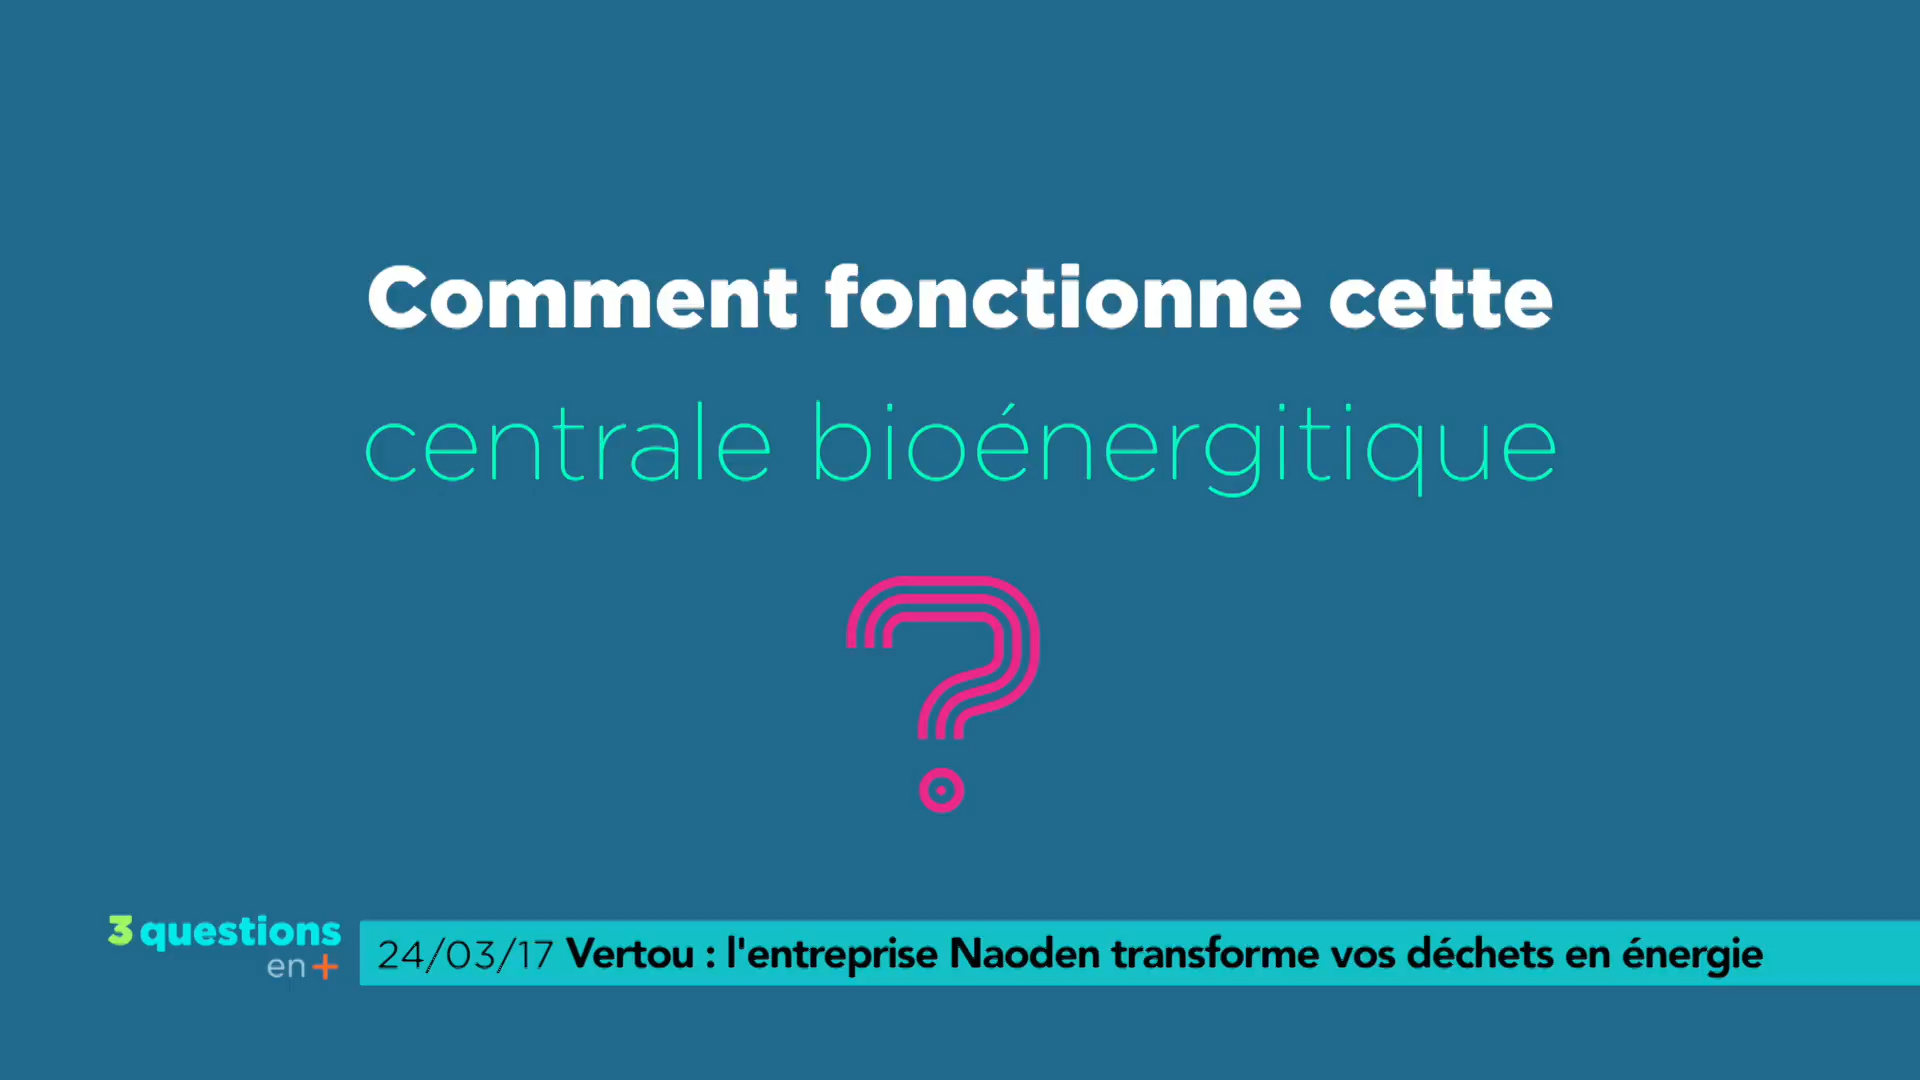 Comment fonctionne cette
centrale bioénergitique
?
3 questions
en +
24/03/17 Vertou : l'entreprise Naoden transforme vos déchets en énergie